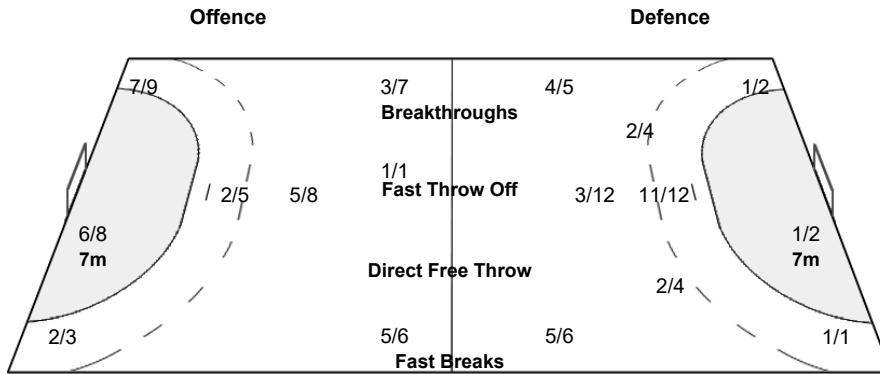 Offence Defence
7/9 3/7 4/5 1/2
Breakthroughs
2/4
1/1
Fast Throw Off
2/5 5/8 3/12 11/12
6/8 1/2
7m 7m
Direct Free Throw
2/4
2/3 5/6 5/6 1/1
Fast Breaks